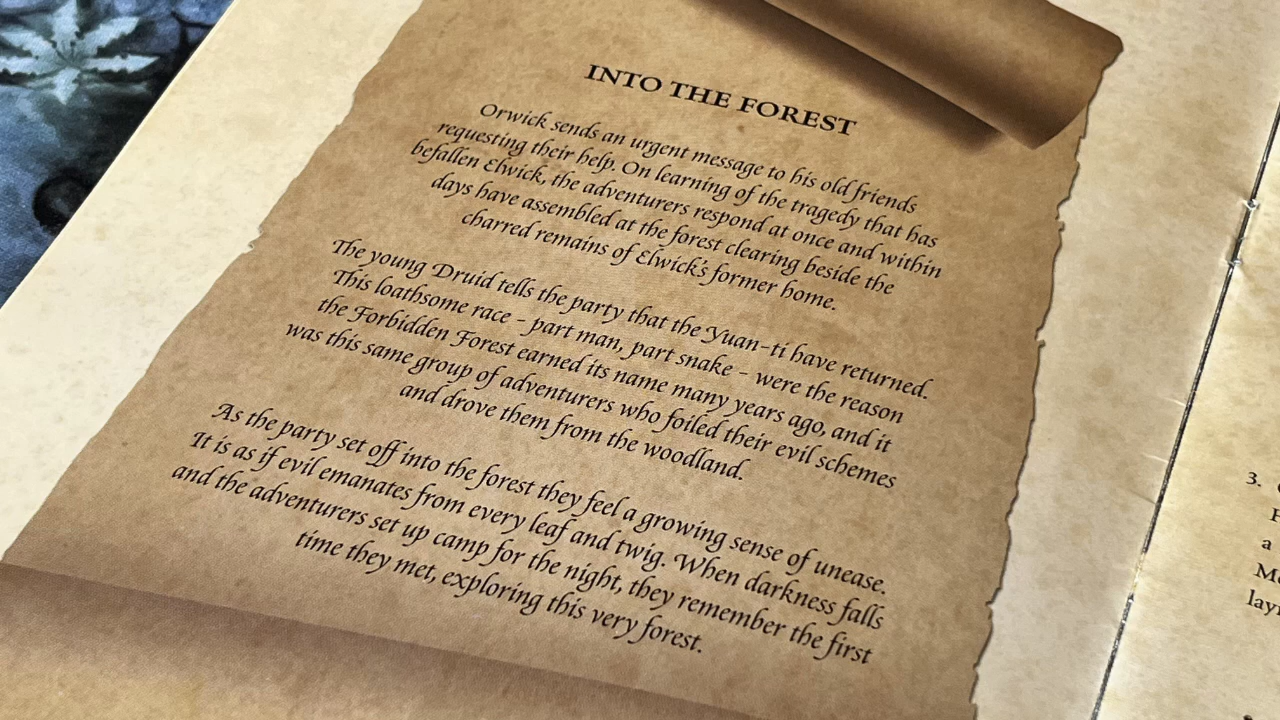 INTO THE FOREST
Orwick sends an urgent message to his old friends
requesting their help. On learning of the tragedy that has
befallen Elwick, the adventurers respond at once and within
days have assembled at the forest clearing beside the
charred remains of Elwick's former home.
The young Druid tells the party that the Yuan-ti have returned.
This loathsome race - part man, part snake - were the reason
the Forbidden Forest earned its name many years ago, and it
was this same group of adventurers who foiled their evil schemes
and drove them from the woodland.
As the party set off into the forest they feel a growing sense of unease.
It is as if evil emanates from every leaf and twig. When darkness falls
and the adventurers set up camp for the night, they remember the first
time they met, exploring this very forest.
3.
a